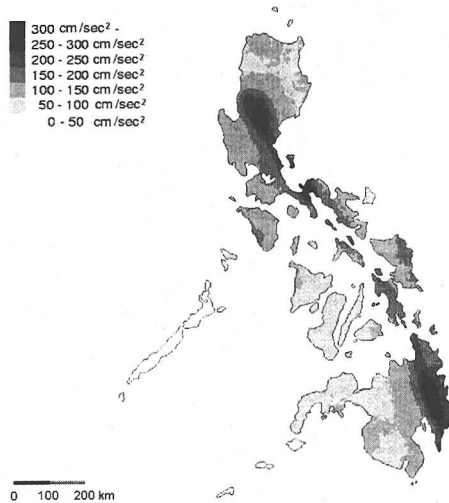 300 cm/sec² -
250 - 300 cm/sec²
200 - 250 cm/sec²
150 - 200 cm/sec²
100 - 150 cm/sec²
50 - 100 cm/sec²
0 - 50 cm/sec²
0 100 200 km